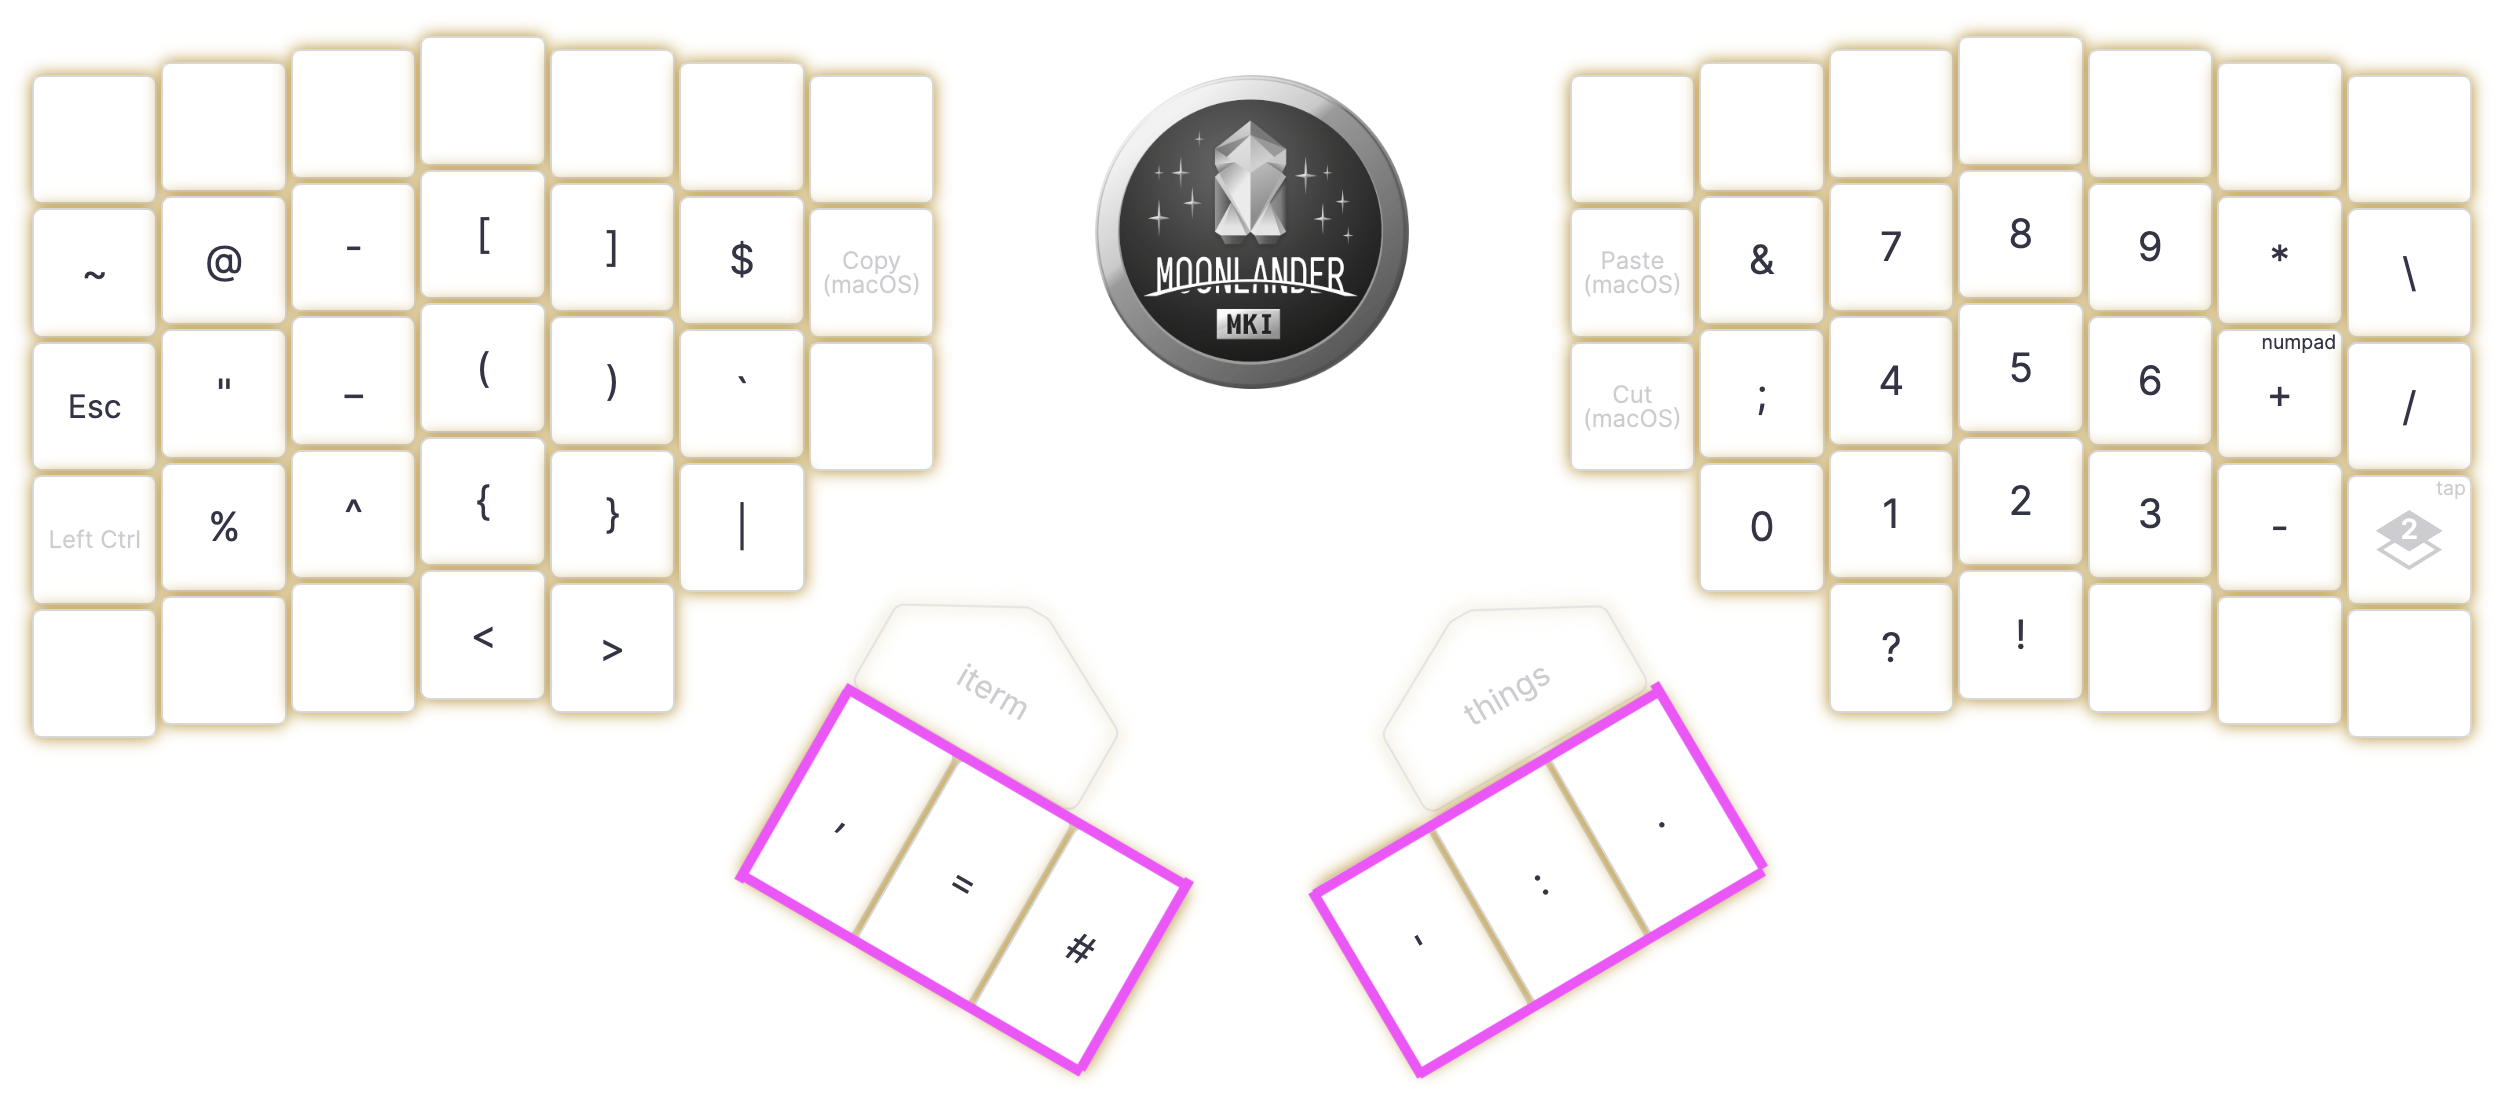 ~ @ - [ ] $ Copy
(macOS)
Esc " _ ( ) `
Left Ctrl % ^ { } |
< >
iterm
, = #
MOONLANDER
MKI
Paste
(macOS) & 7 8 9 * \
Cut
(macOS) ; 4 5 6 numpad
+ /
0 1 2 3 - tap
2
? !
things
' : .